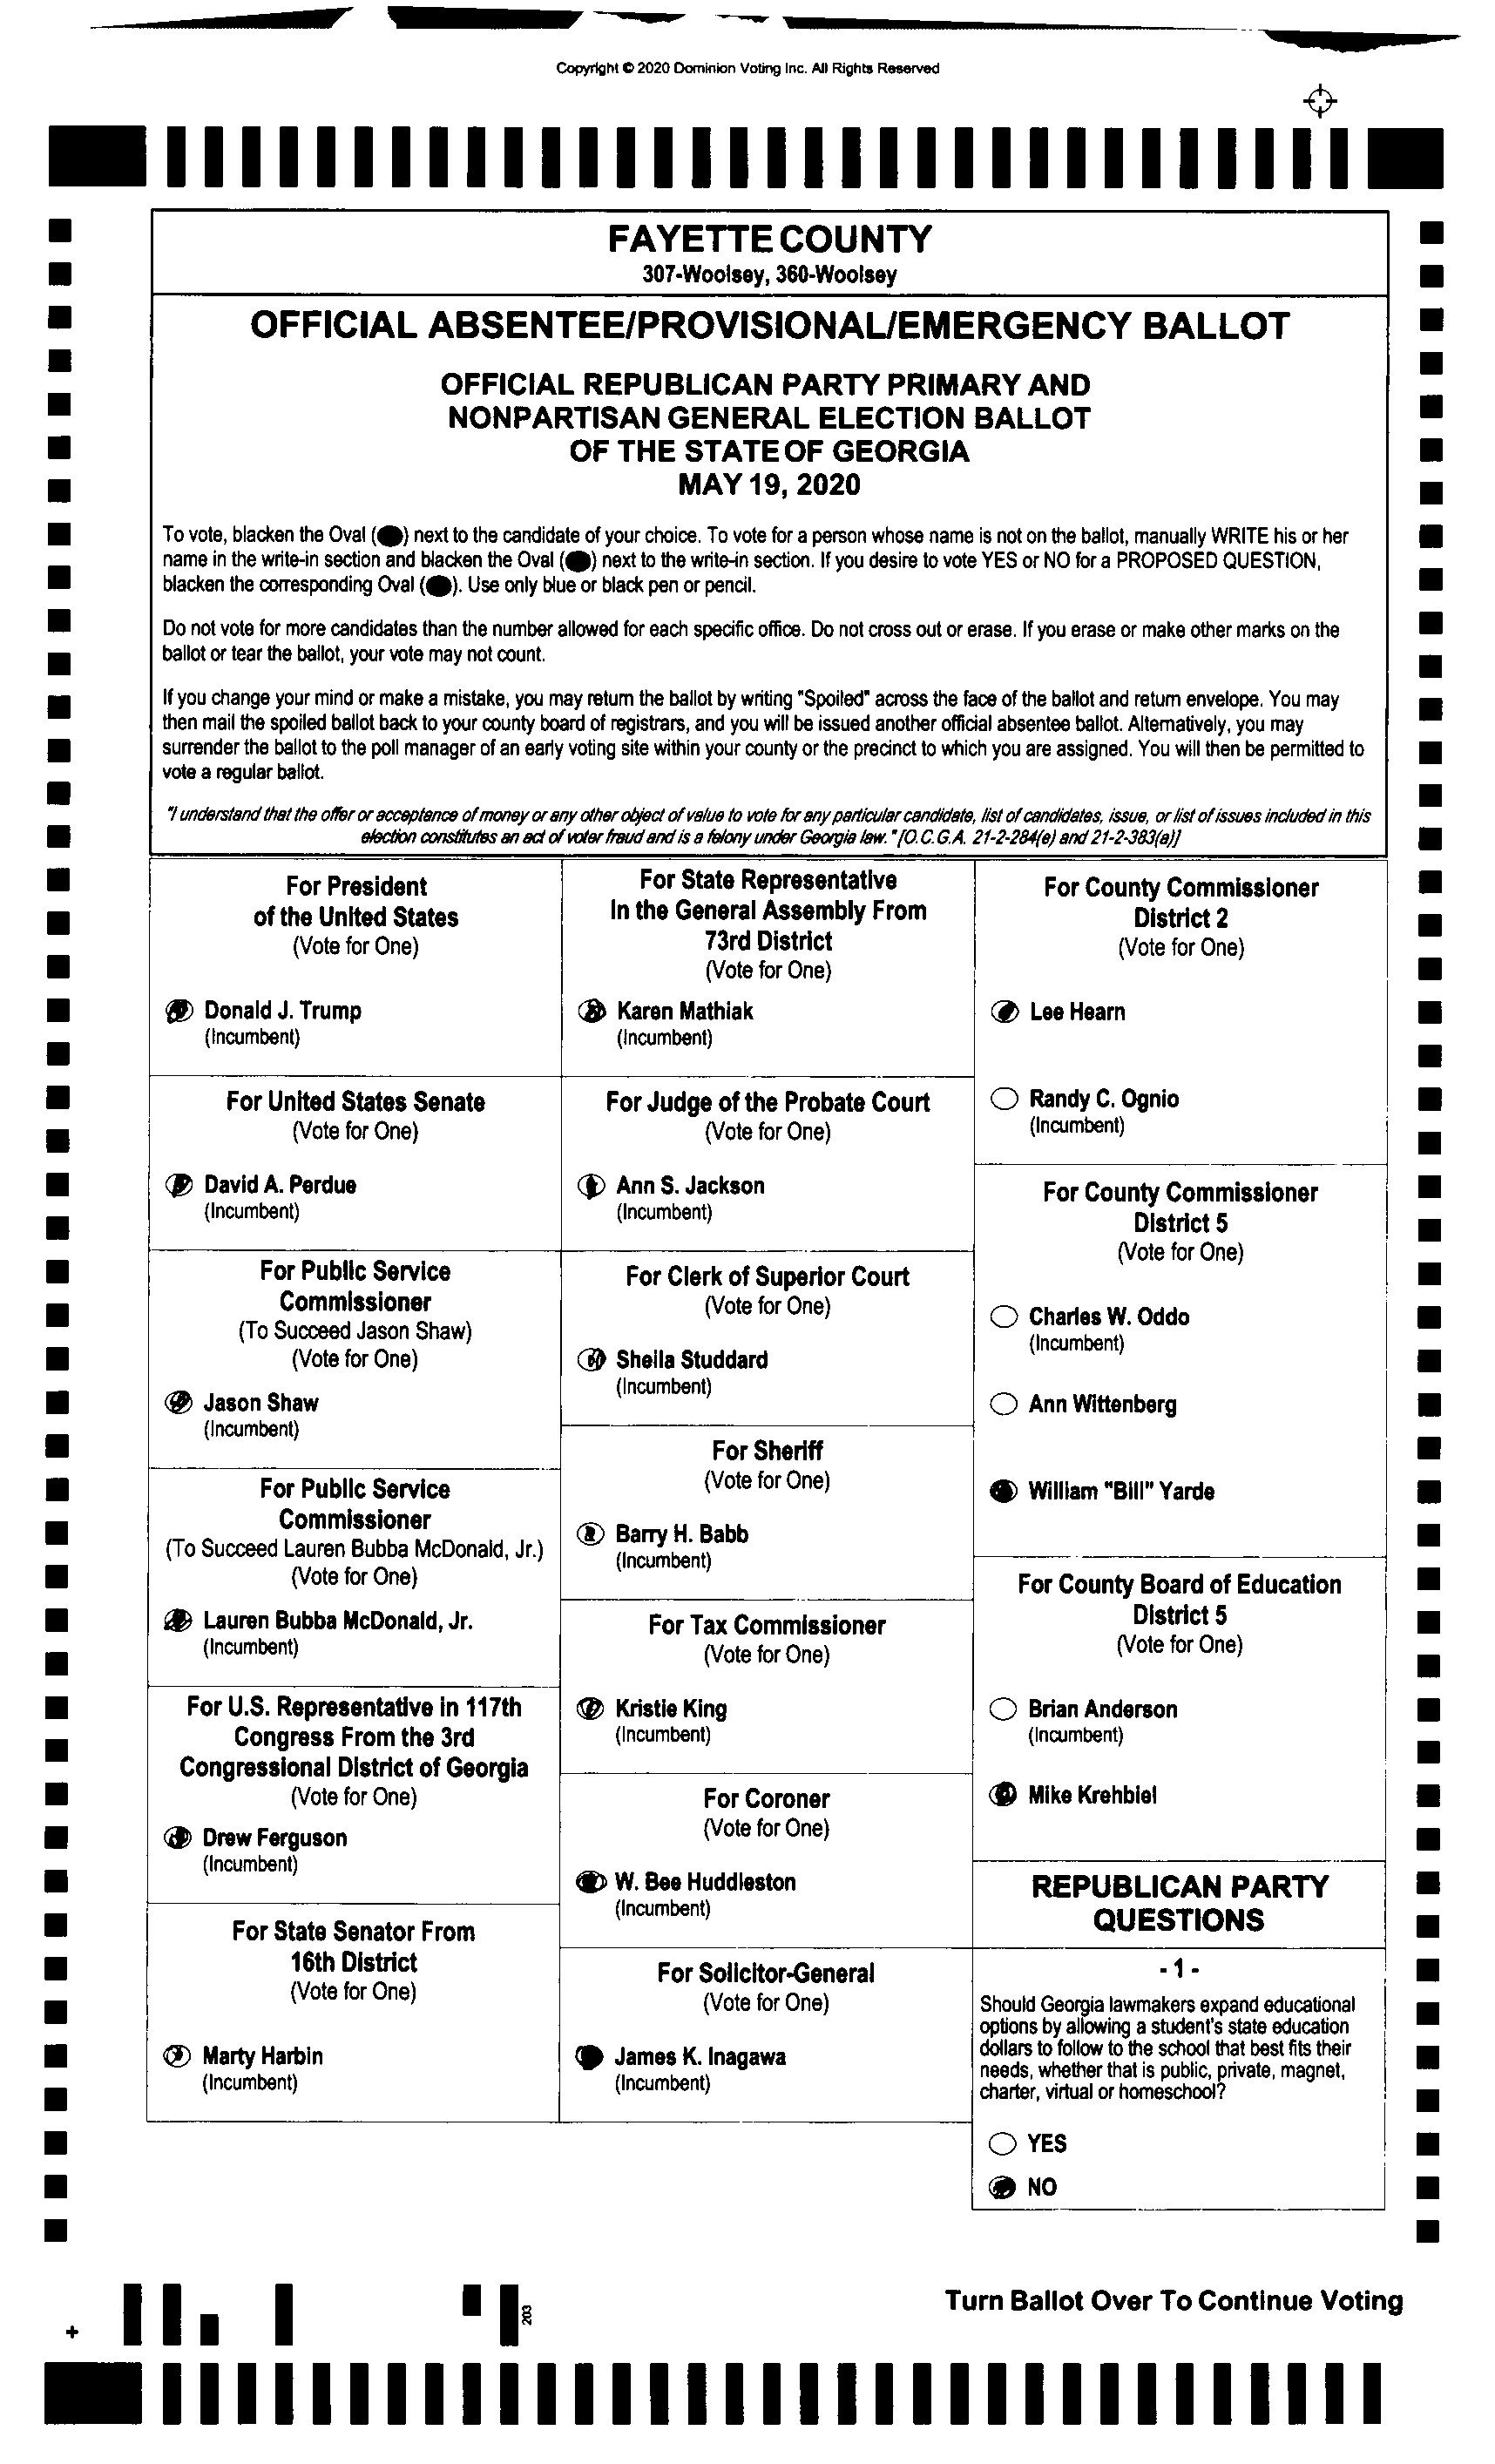 Copyright © 2020 Dominion Voting Inc. All Rights Reserved
FAYETTE COUNTY
307-Woolsey, 360-Woolsey
OFFICIAL ABSENTEE/PROVISIONAL/EMERGENCY BALLOT
OFFICIAL REPUBLICAN PARTY PRIMARY AND
NONPARTISAN GENERAL ELECTION BALLOT
OF THE STATE OF GEORGIA
MAY 19, 2020
To vote, blacken the Oval ( ) next to the candidate of your choice. To vote for a person whose name is not on the ballot, manually WRITE his or her
name in the write-in section and blacken the Oval ( ) next to the write-in section. If you desire to vote YES or NO for a PROPOSED QUESTION,
blacken the corresponding Oval ( ). Use only blue or black pen or pencil.
Do not vote for more candidates than the number allowed for each specific office. Do not cross out or erase. If you erase or make other marks on the
ballot or tear the ballot, your vote may not count.
If you change your mind or make a mistake, you may return the ballot by writing "Spoiled" across the face of the ballot and return envelope. You may
then mail the spoiled ballot back to your county board of registrars, and you will be issued another official absentee ballot. Alternatively, you may
surrender the ballot to the poll manager of an early voting site within your county or the precinct to which you are assigned. You will then be permitted to
vote a regular ballot.
"I understand that the offer or acceptance of money or any other object of value to vote for any particular candidate, list of candidates, issue, or list of issues included in this
election constitutes an act of voter fraud and is a felony under Georgia law." [O.C.G.A. 21-2-284(e) and 21-2-383(a)]
For President
of the United States
(Vote for One)
Donald J. Trump
(Incumbent)
For United States Senate
(Vote for One)
David A. Perdue
(Incumbent)
For Public Service
Commissioner
(To Succeed Jason Shaw)
(Vote for One)
Jason Shaw
(Incumbent)
For Public Service
Commissioner
(To Succeed Lauren Bubba McDonald, Jr.)
(Vote for One)
Lauren Bubba McDonald, Jr.
(Incumbent)
For U.S. Representative in 117th
Congress From the 3rd
Congressional District of Georgia
(Vote for One)
Drew Ferguson
(Incumbent)
For State Senator From
16th District
(Vote for One)
Marty Harbin
(Incumbent)
For State Representative
In the General Assembly From
73rd District
(Vote for One)
Karen Mathiak
(Incumbent)
For Judge of the Probate Court
(Vote for One)
Ann S. Jackson
(Incumbent)
For Clerk of Superior Court
(Vote for One)
Sheila Studdard
(Incumbent)
For Sheriff
(Vote for One)
Barry H. Babb
(Incumbent)
For Tax Commissioner
(Vote for One)
Kristie King
(Incumbent)
For Coroner
(Vote for One)
W. Bee Huddleston
(Incumbent)
For Solicitor-General
(Vote for One)
James K. Inagawa
(Incumbent)
For County Commissioner
District 2
(Vote for One)
Lee Hearn
Randy C. Ognio
(Incumbent)
For County Commissioner
District 5
(Vote for One)
Charles W. Oddo
(Incumbent)
Ann Wittenberg
William "Bill" Yarde
For County Board of Education
District 5
(Vote for One)
Brian Anderson
(Incumbent)
Mike Krehbiel
REPUBLICAN PARTY
QUESTIONS
- 1 -
Should Georgia lawmakers expand educational
options by allowing a student's state education
dollars to follow to the school that best fits their
needs, whether that is public, private, magnet,
charter, virtual or homeschool?
YES
NO
Turn Ballot Over To Continue Voting
203